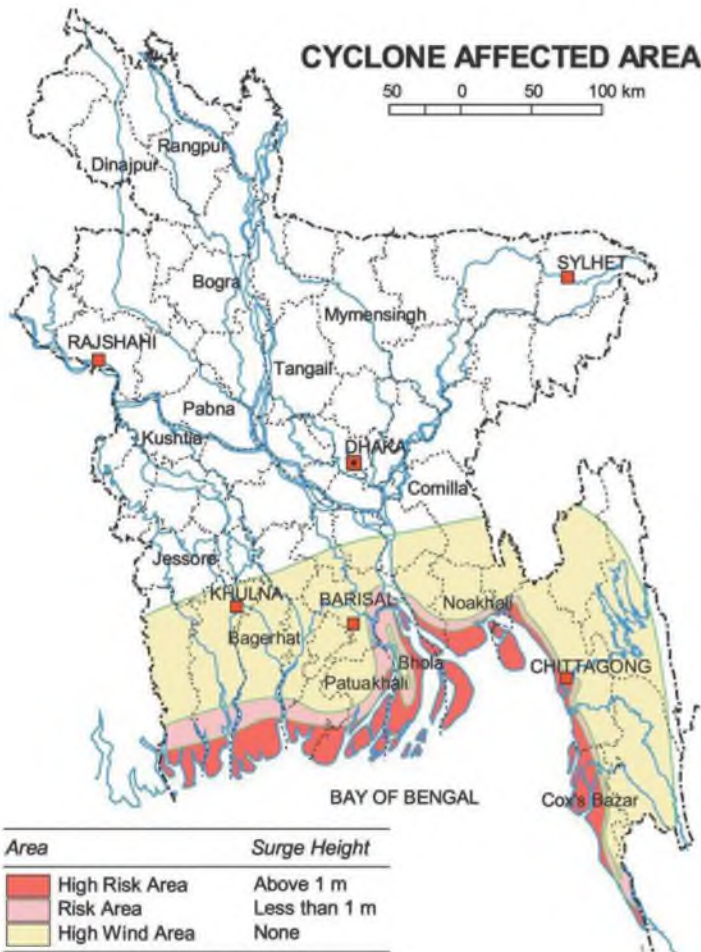 CYCLONE AFFECTED AREA
50 0 50 100 km
Rangpur
Dinajpur
SYLHET
Bogra
Mymensingh
RAJSHAHI
Tangail
Pabna
Kushtia
DHAKA
Comilla
Jessore
KHULNA
BARISAL
Noakhali
Bagerhat
Bhola
CHITTAGONG
Patuakhali
BAY OF BENGAL
Cox's Bazar
Area Surge Height
High Risk Area Above 1 m
Risk Area Less than 1 m
High Wind Area None